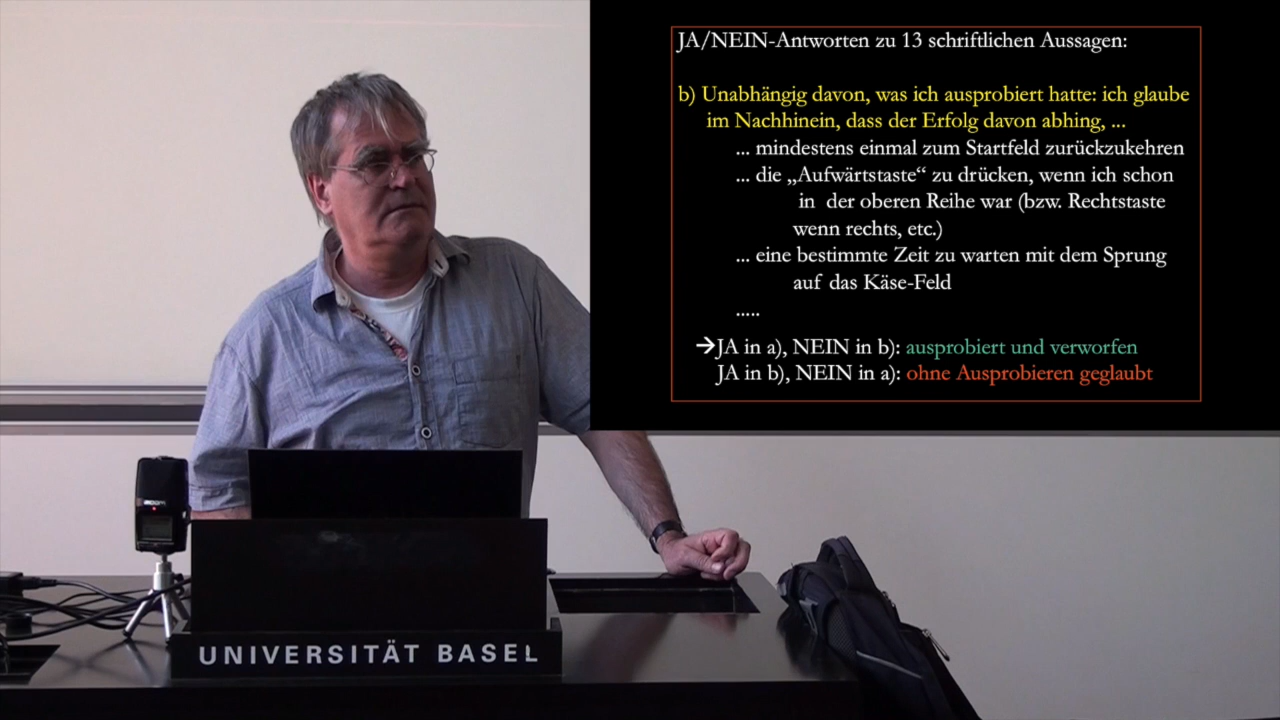 JA/NEIN-Antworten zu 13 schriftlichen Aussagen:
b) Unabhängig davon, was ich ausprobiert hatte: ich glaube
im Nachhinein, dass der Erfolg davon abhing, ...
... mindestens einmal zum Startfeld zurückzukehren
... die „Aufwärtstaste“ zu drücken, wenn ich schon
in der oberen Reihe war (bzw. Rechtstaste
wenn rechts, etc.)
... eine bestimmte Zeit zu warten mit dem Sprung
auf das Käse-Feld
.....
➔JA in a), NEIN in b): ausprobiert und verworfen
JA in b), NEIN in a): ohne Ausprobieren geglaubt
zoom
UNIVERSITÄT BASEL